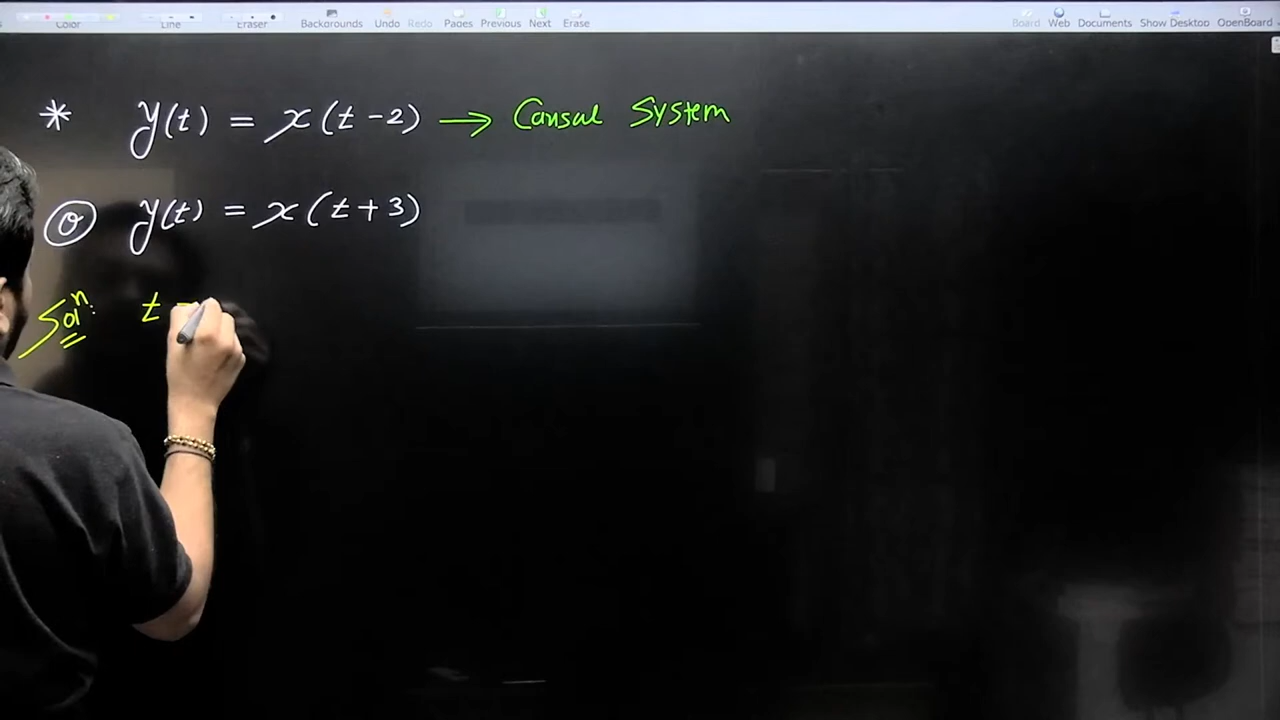 Color Line Eraser Backgrounds Undo Redo Pages Previous Next Erase Board Web Documents Show Desktop OpenBoard
* y(t) = x(t-2) → Causal System
Q y(t) = x(t+3)
Solⁿ: t =